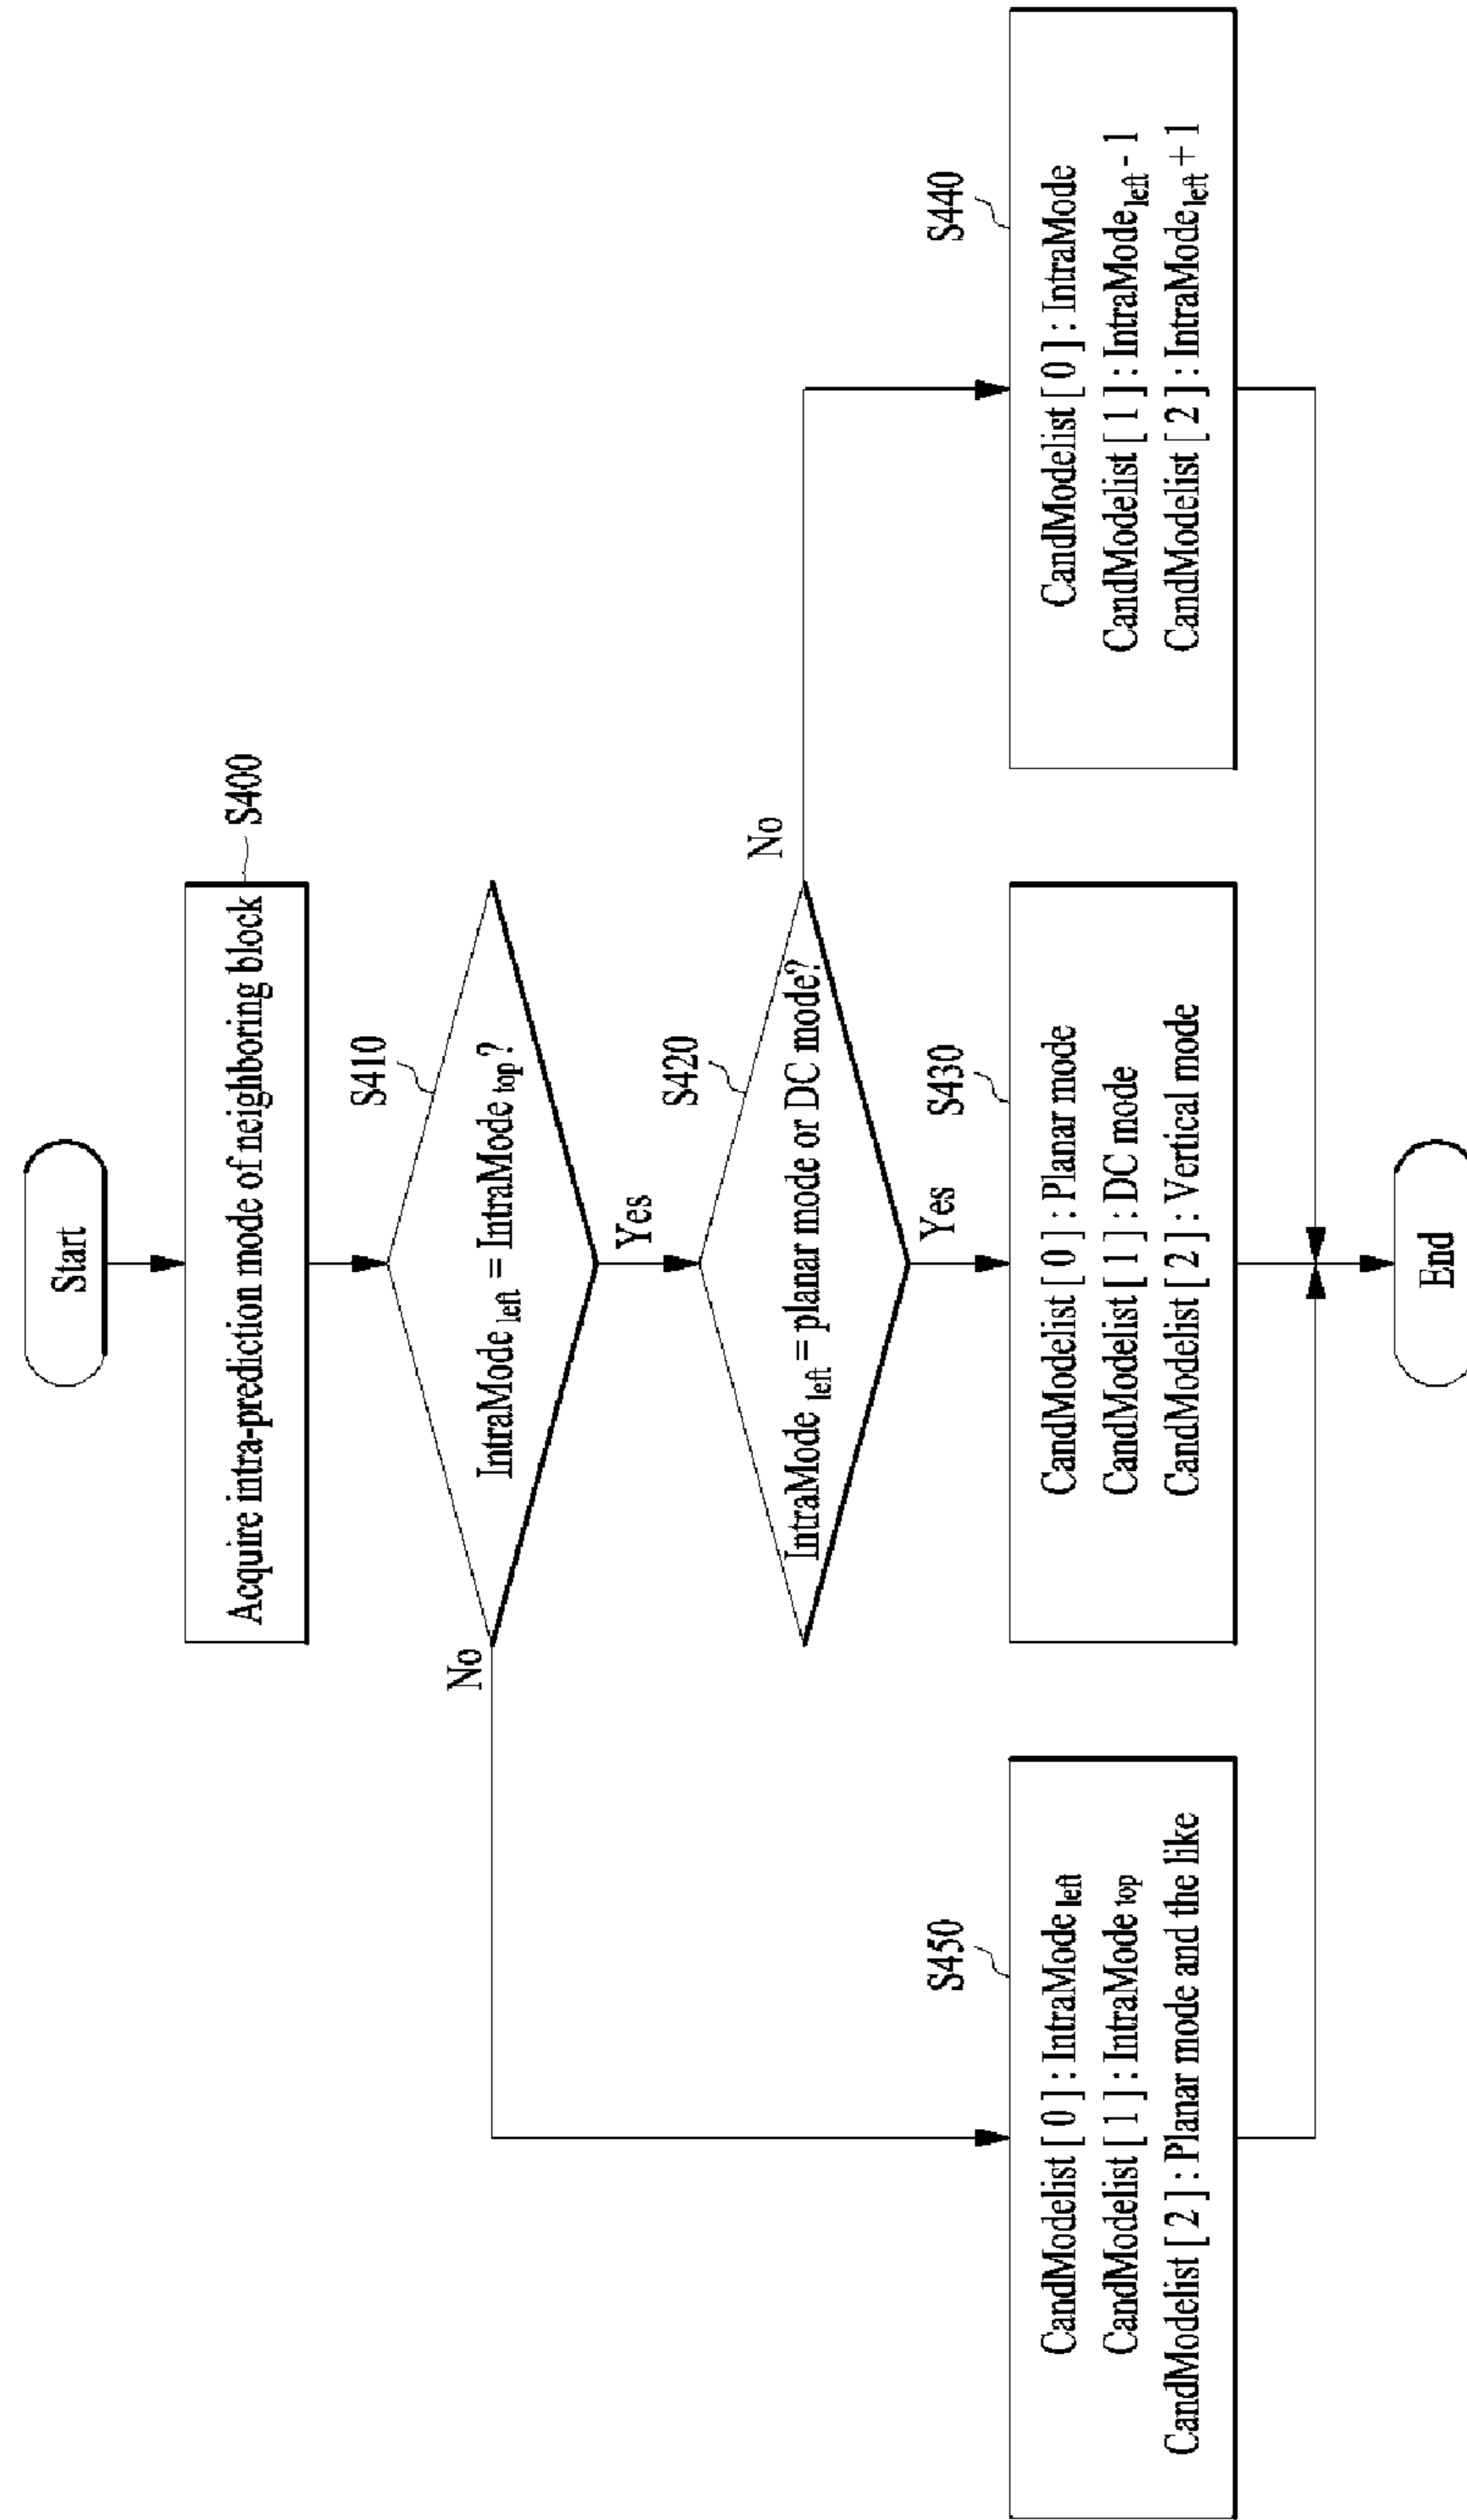 Start
Acquire intra-prediction mode of neighboring block
S400
S410
IntraMode left = IntraMode top ?
No
Yes
S420
IntraMode left = planar mode or DC mode?
No
Yes
S450
CandModelist [ 0 ] : IntraMode left
CandModelist [ 1 ] : IntraMode top
CandModelist [ 2 ] : Planar mode and the like
S430
CandModelist [ 0 ] : Planar mode
CandModelist [ 1 ] : DC mode
CandModelist [ 2 ] : Vertical mode
S440
CandModelist [ 0 ] : IntraMode
CandModelist [ 1 ] : IntraMode left - 1
CandModelist [ 2 ] : IntraMode left + 1
End